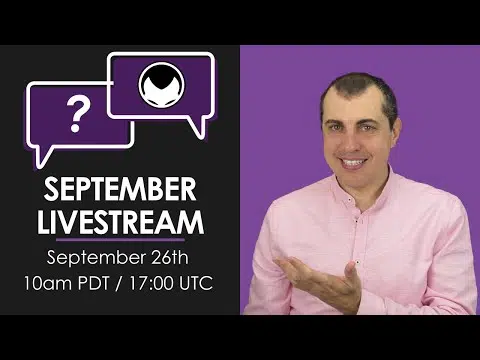 ?
SEPTEMBER
LIVESTREAM
September 26th
10am PDT / 17:00 UTC